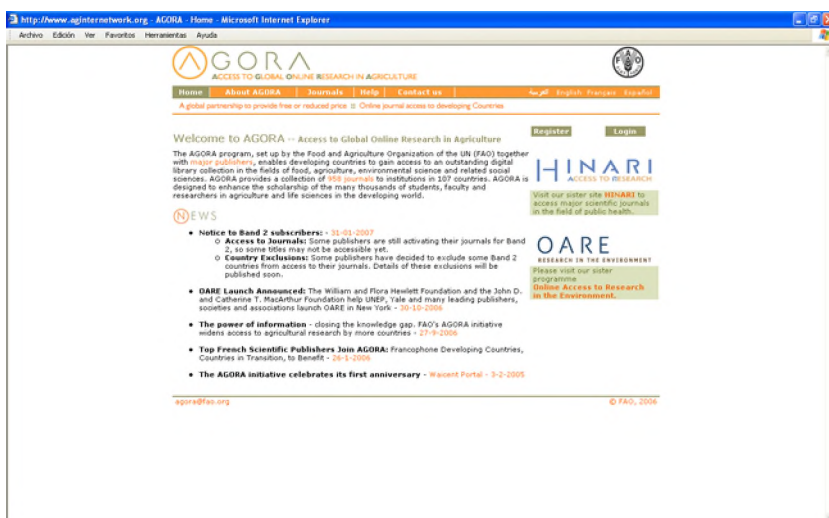 http://www.aginternetwork.org - AGORA - Home - Microsoft Internet Explorer
Archivo Edición Ver Favoritos Herramientas Ayuda
AGORA
ACCESS TO GLOBAL ONLINE RESEARCH IN AGRICULTURE
Home About AGORA Journals Help Contact us العربية English Français Español
A global partnership to provide free or reduced price :: Online journal access to developing Countries
Register Login
Welcome to AGORA -- Access to Global Online Research in Agriculture
The AGORA program, set up by the Food and Agriculture Organization of the UN (FAO) together
with major publishers, enables developing countries to gain access to an outstanding digital
library collection in the fields of food, agriculture, environmental science and related social
sciences. AGORA provides a collection of 958 journals to institutions in 107 countries. AGORA is
designed to enhance the scholarship of the many thousands of students, faculty and
researchers in agriculture and life sciences in the developing world.
NEWS
Notice to Band 2 subscribers: - 31-01-2007
Access to Journals: Some publishers are still activating their journals for Band
2, so some titles may not be accessible yet.
Country Exclusions: Some publishers have decided to exclude some Band 2
countries from access to their journals. Details of these exclusions will be
published soon.
OARE Launch Announced: The William and Flora Hewlett Foundation and the John D.
and Catherine T. MacArthur Foundation help UNEP, Yale and many leading publishers,
societies and associations launch OARE in New York - 30-10-2006
The power of information - closing the knowledge gap. FAO's AGORA initiative
widens access to agricultural research by more countries - 27-9-2006
Top French Scientific Publishers Join AGORA: Francophone Developing Countries,
Countries in Transition, to Benefit - 26-1-2006
The AGORA initiative celebrates its first anniversary - Waicent Portal - 3-2-2005
HINARI
ACCESS TO RESEARCH
Visit our sister site HINARI to
access major scientific journals
in the field of public health.
OARE
RESEARCH IN THE ENVIRONMENT
Please visit our sister
programme
Online Access to Research
in the Environment.
agora@fao.org © FAO, 2006